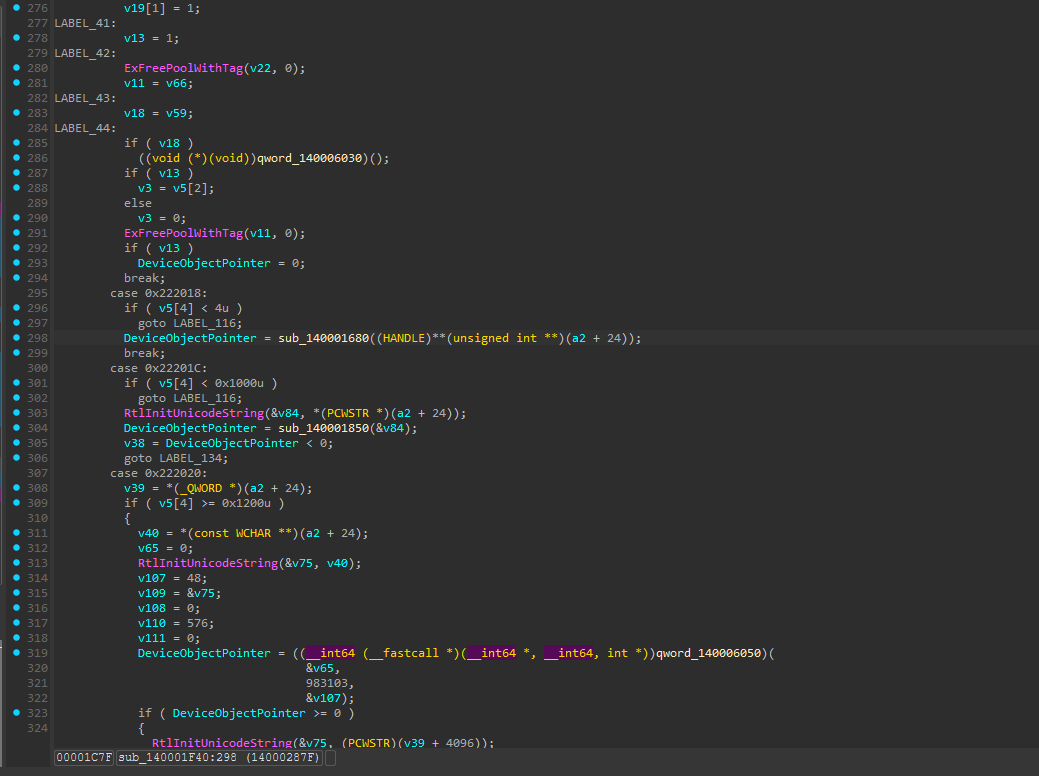 276 v19[1] = 1;
277 LABEL_41:
278 v13 = 1;
279 LABEL_42:
280 ExFreePoolWithTag(v22, 0);
281 v11 = v66;
282 LABEL_43:
283 v18 = v59;
284 LABEL_44:
285 if ( v18 )
286 ((void (*)(void))qword_140006030)();
287 if ( v13 )
288 v3 = v5[2];
289 else
290 v3 = 0;
291 ExFreePoolWithTag(v11, 0);
292 if ( v13 )
293 DeviceObjectPointer = 0;
294 break;
295 case 0x222018:
296 if ( v5[4] < 4u )
297 goto LABEL_116;
298 DeviceObjectPointer = sub_140001680((HANDLE)**(unsigned int **)(a2 + 24));
299 break;
300 case 0x22201C:
301 if ( v5[4] < 0x1000u )
302 goto LABEL_116;
303 RtlInitUnicodeString(&v84, *(PCWSTR *)(a2 + 24));
304 DeviceObjectPointer = sub_140001850(&v84);
305 v38 = DeviceObjectPointer < 0;
306 goto LABEL_134;
307 case 0x222020:
308 v39 = *(_QWORD *)(a2 + 24);
309 if ( v5[4] >= 0x1200u )
310 {
311 v40 = *(const WCHAR **)(a2 + 24);
312 v65 = 0;
313 RtlInitUnicodeString(&v75, v40);
314 v107 = 48;
315 v109 = &v75;
316 v108 = 0;
317 v110 = 576;
318 v111 = 0;
319 DeviceObjectPointer = ((__int64 (__fastcall *)(__int64 *, __int64, int *))qword_140006050)(
320 &v65,
321 983103,
322 &v107);
323 if ( DeviceObjectPointer >= 0 )
324 {
RtlInitUnicodeString(&v75, (PCWSTR)(v39 + 4096));
00001C7F sub_140001F40:298 (14000287F)